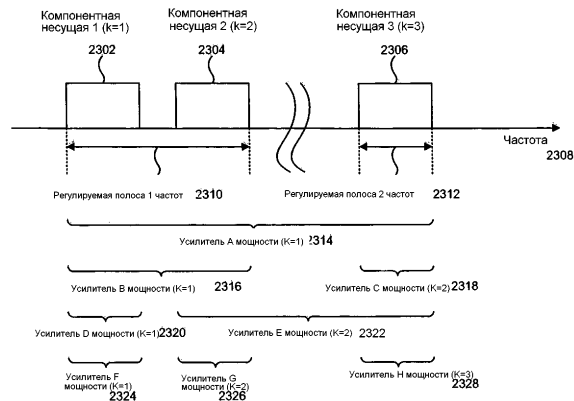 Компонентная несущая 1 (k=1)
2302
Компонентная несущая 2 (k=2)
2304
Компонентная несущая 3 (k=3)
2306
Частота
2308
Регулируемая полоса 1 частот 2310
Регулируемая полоса 2 частот 2312
Усилитель A мощности (K=1) 2314
Усилитель B мощности (K=1) 2316
Усилитель C мощности (K=2) 2318
Усилитель D мощности (K=1) 2320
Усилитель E мощности (K=2) 2322
Усилитель F
мощности (K=1)
2324
Усилитель G
мощности (K=2)
2326
Усилитель H мощности (K=3)
2328